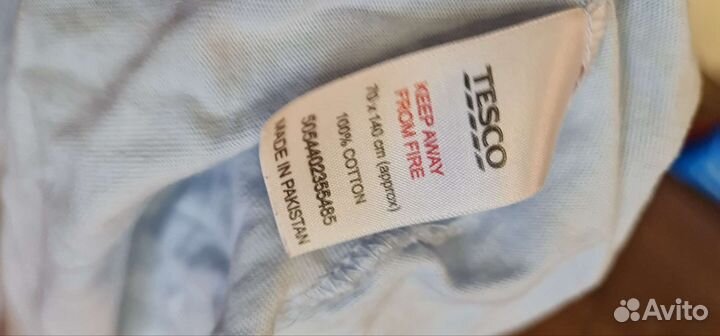 TESCO
KEEP AWAY
FROM FIRE
70 x 140 cm (approx)
100% COTTON
5054402355485
MADE IN PAKISTAN
Avito